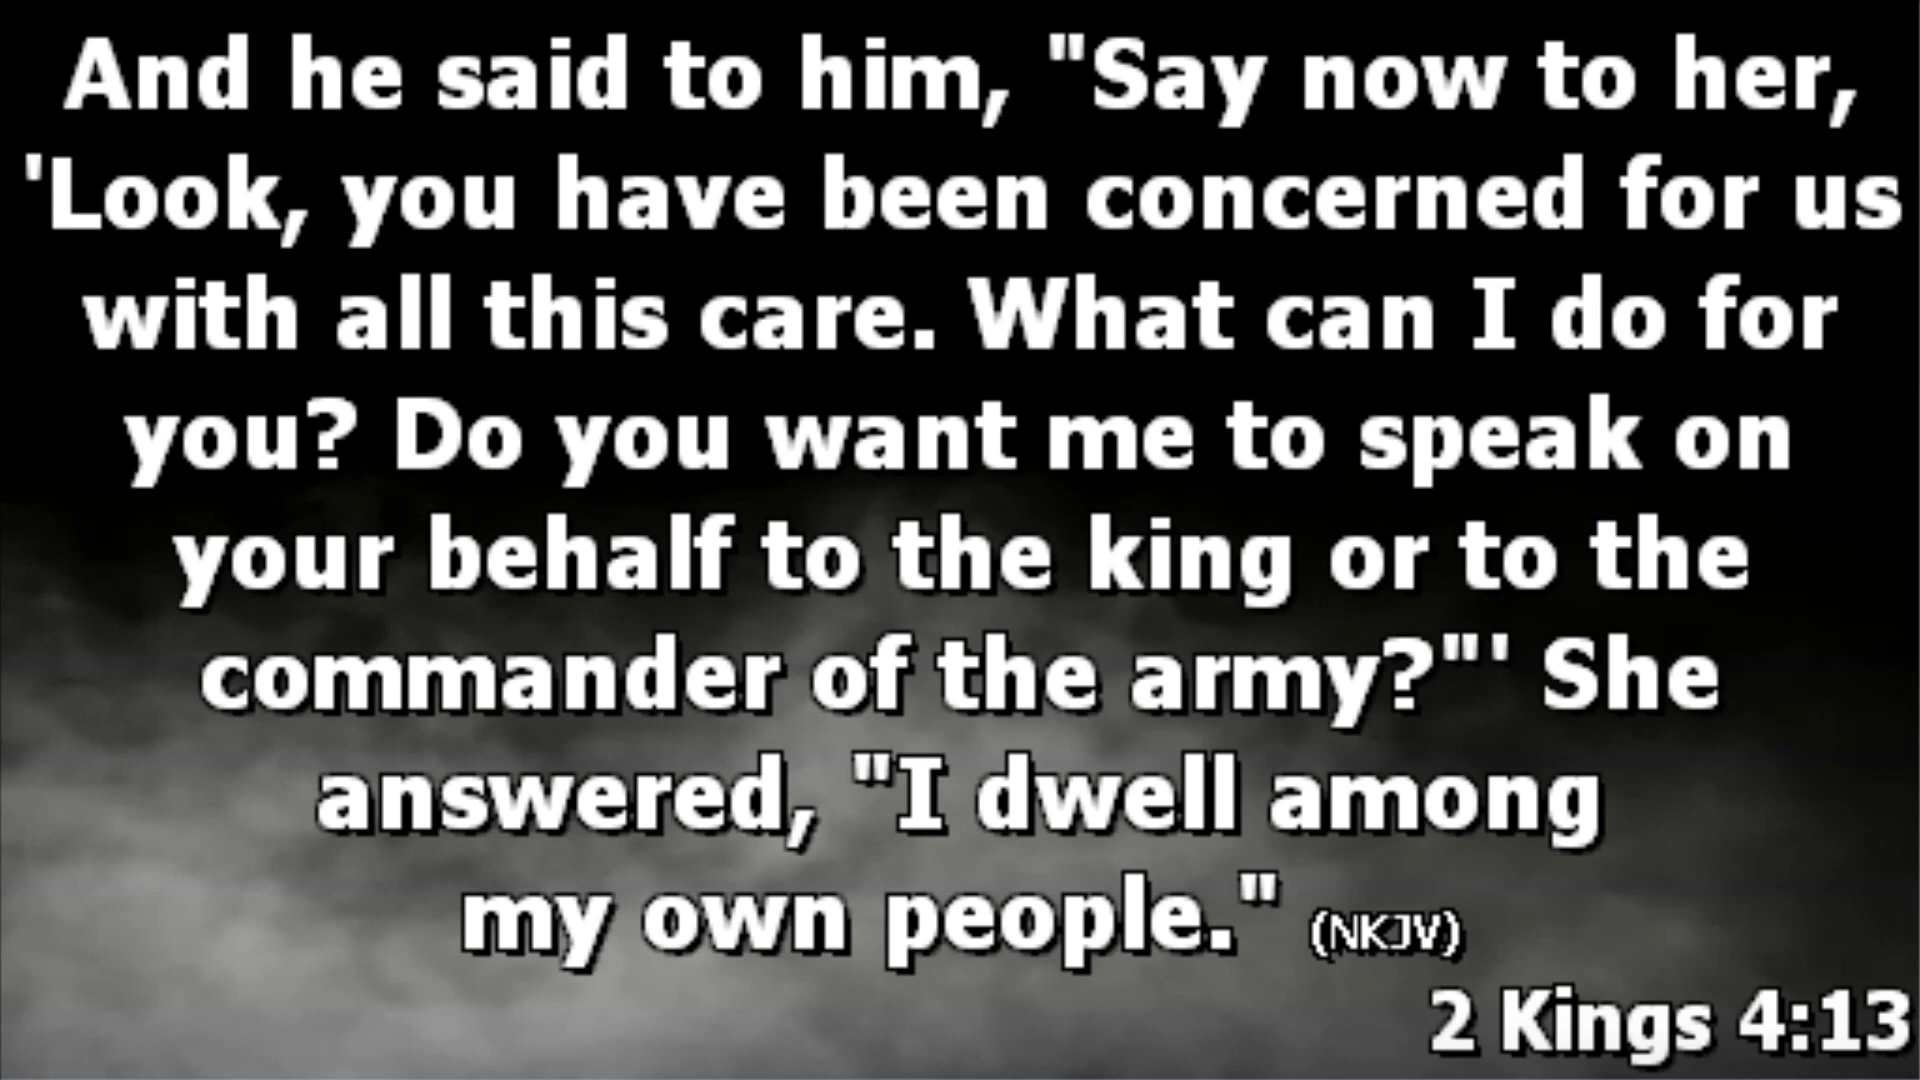 And he said to him, "Say now to her,
'Look, you have been concerned for us
with all this care. What can I do for
you? Do you want me to speak on
your behalf to the king or to the
commander of the army?"' She
answered, "I dwell among
my own people." (NKJV)
2 Kings 4:13